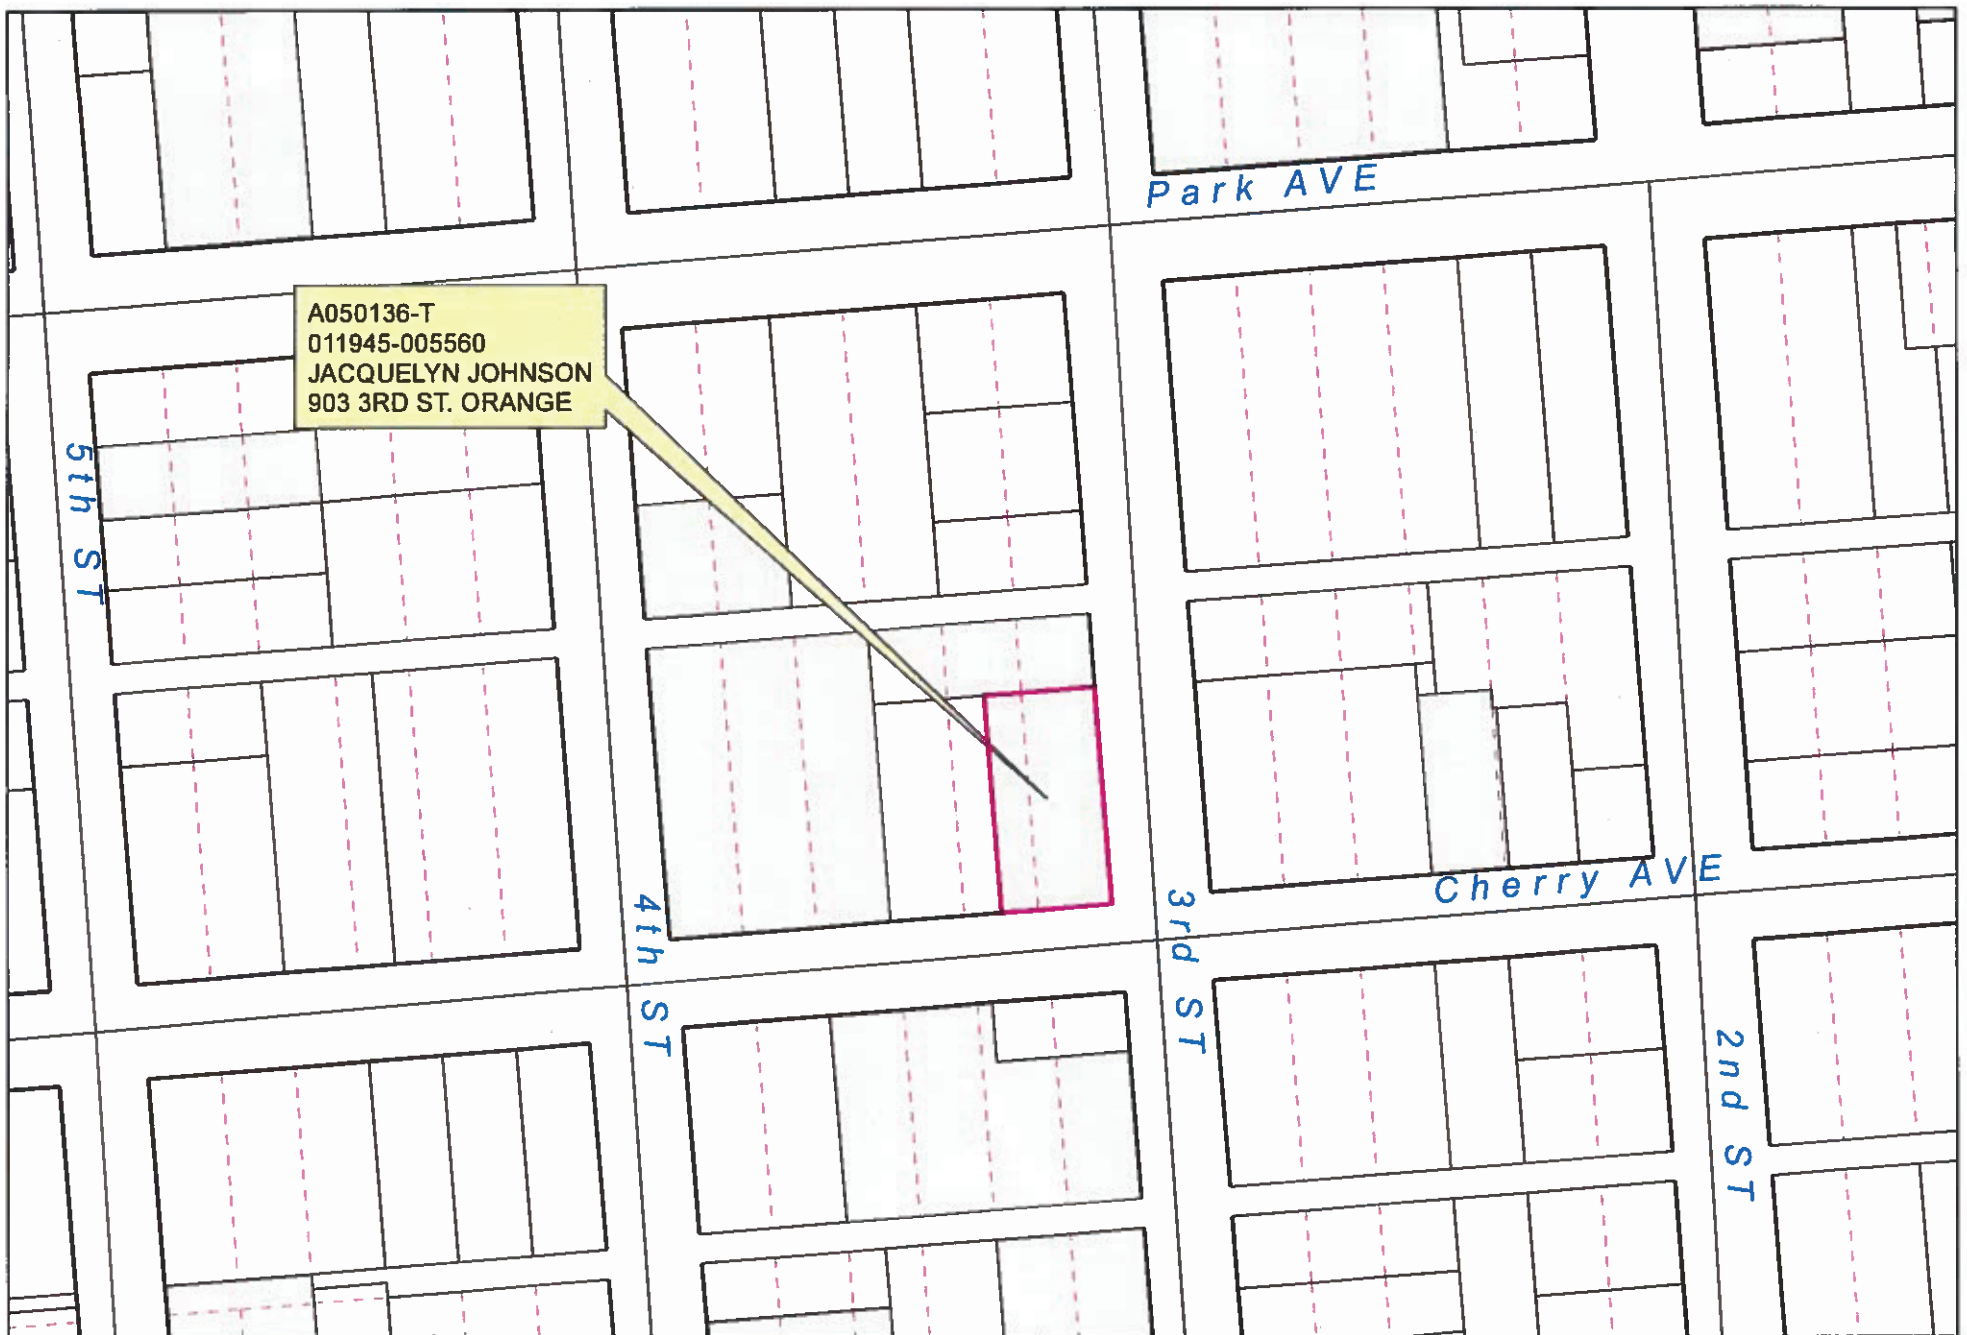 Park AVE
A050136-T
011945-005560
JACQUELYN JOHNSON
903 3RD ST. ORANGE
5th ST
4th ST
3rd ST
Cherry AVE
2nd ST